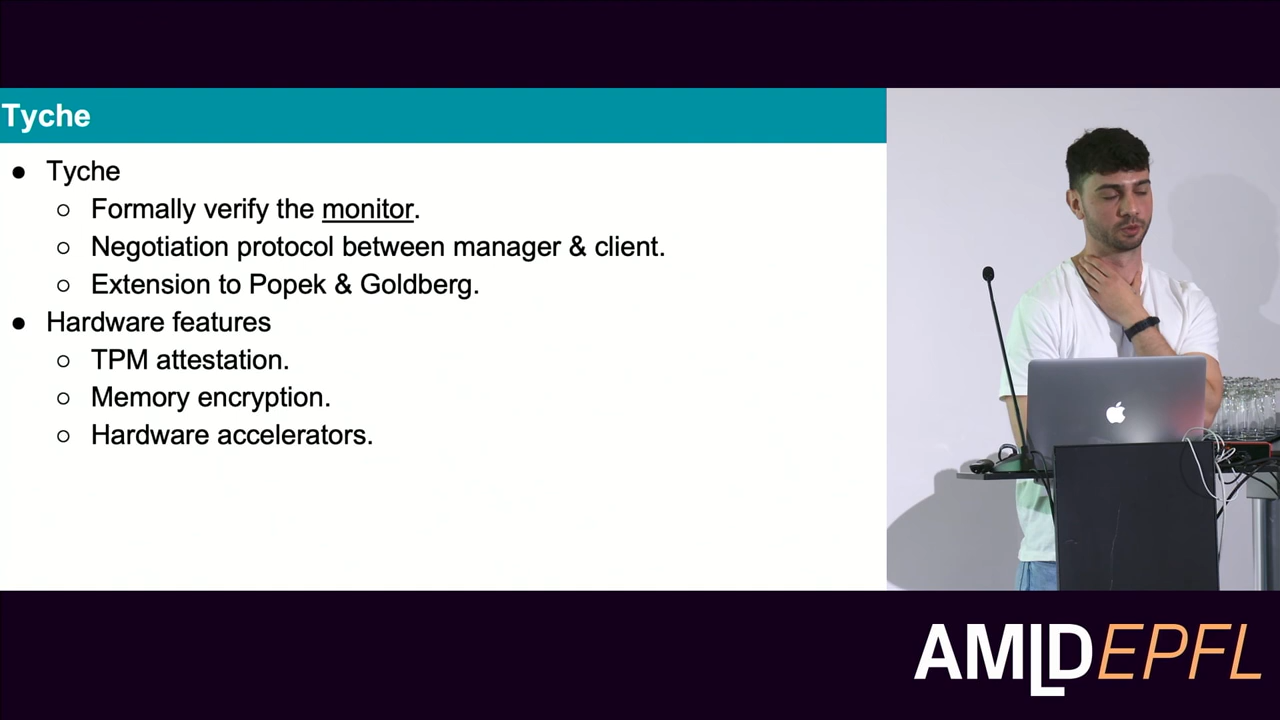 Tyche
● Tyche
○ Formally verify the monitor.
○ Negotiation protocol between manager & client.
○ Extension to Popek & Goldberg.
● Hardware features
○ TPM attestation.
○ Memory encryption.
○ Hardware accelerators.
AMLD EPFL